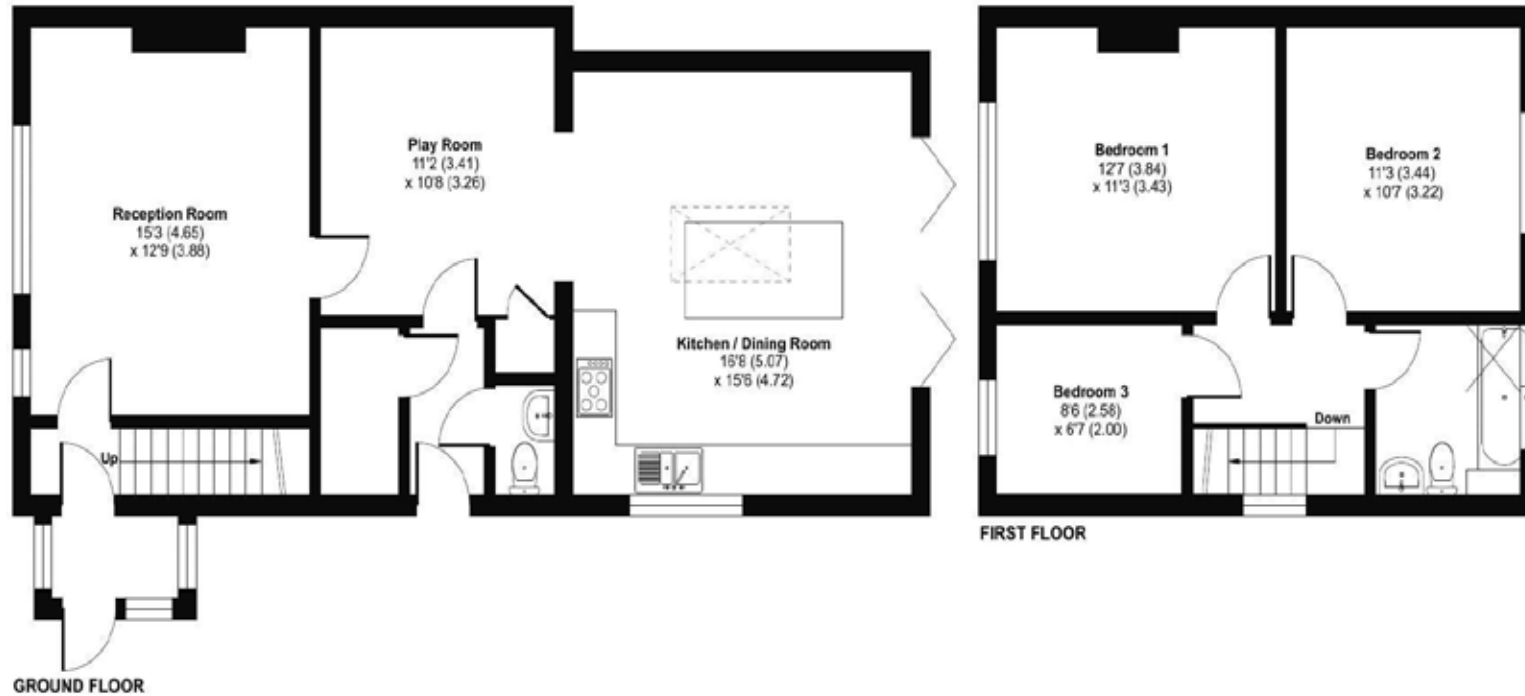 Reception Room
15'3 (4.65)
x 12'9 (3.88)
Play Room
11'2 (3.41)
x 10'8 (3.26)
Kitchen / Dining Room
16'8 (5.07)
x 15'6 (4.72)
Up
GROUND FLOOR
Bedroom 1
12'7 (3.84)
x 11'3 (3.43)
Bedroom 2
11'3 (3.44)
x 10'7 (3.22)
Bedroom 3
8'6 (2.58)
x 6'7 (2.00)
Down
FIRST FLOOR